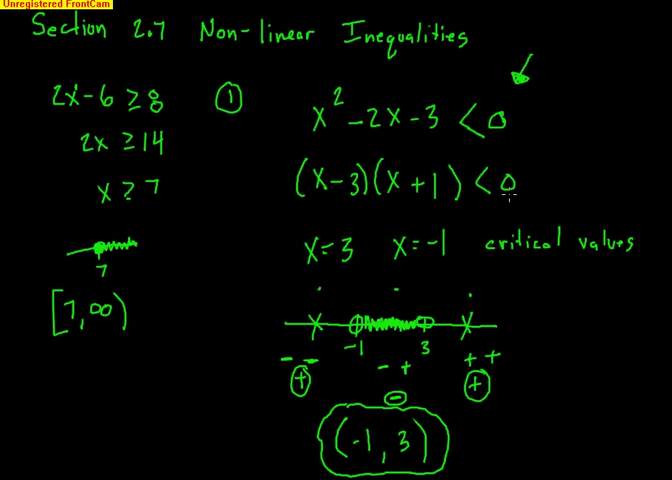 Unregistered FrontCam
Section 2.7 Non-linear Inequalities
2x-6 ≥ 8
2x ≥ 14
x ≥ 7
7
[7, ∞)
①
x² - 2x - 3 < 0
(x-3)(x+1) < 0
x = 3 x = -1 critical values
-1 3
- - - + + +
+ - +
(-1, 3)